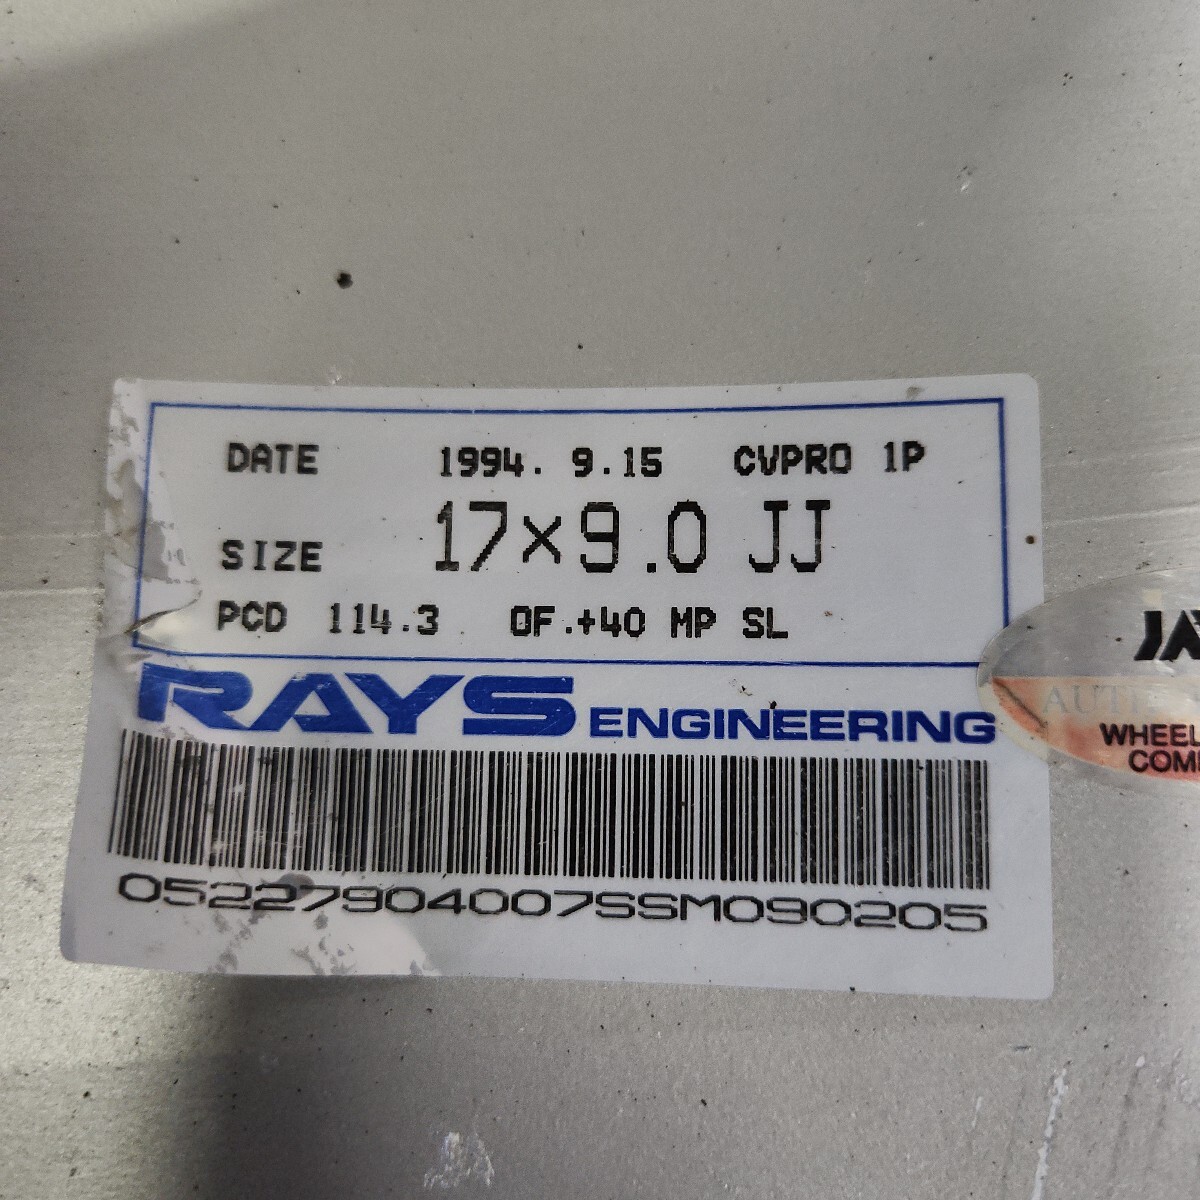 DATE 1994. 9.15 CVPRO 1P
SIZE 17×9.0 JJ
PCD 114.3 OF.+40 MP SL
RAYS ENGINEERING
05227904007SSM090205
WHEEL